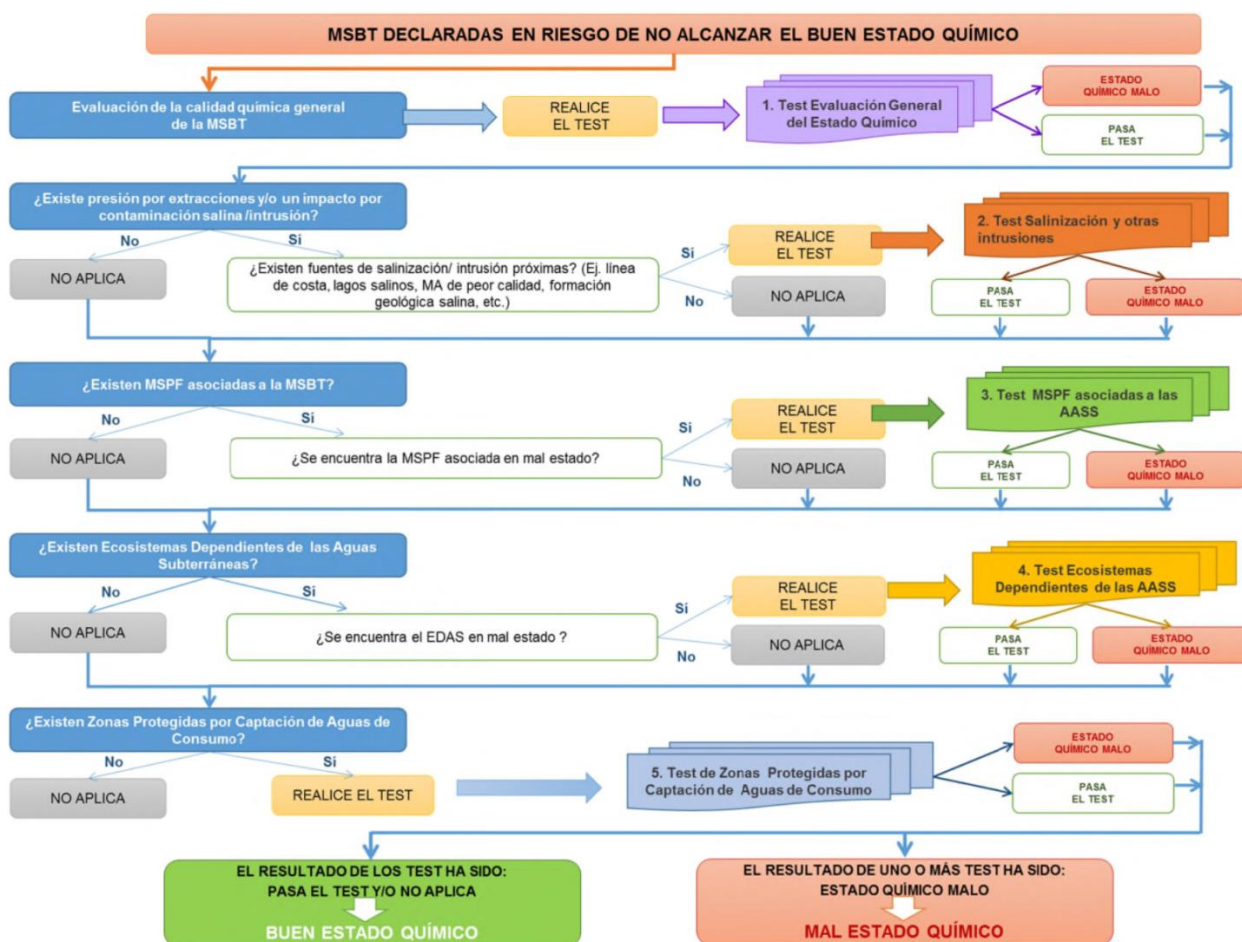 MSBT DECLARADAS EN RIESGO DE NO ALCANZAR EL BUEN ESTADO QUÍMICO
Evaluación de la calidad química general
de la MSBT
REALICE
EL TEST
1. Test Evaluación General
del Estado Químico
ESTADO
QUÍMICO MALO
PASA
EL TEST
¿Existe presión por extracciones y/o un impacto por
contaminación salina /intrusión?
No
Sí
NO APLICA
¿Existen fuentes de salinización/ intrusión próximas? (Ej. línea
de costa, lagos salinos, MA de peor calidad, formación
geológica salina, etc.)
Sí
No
REALICE
EL TEST
NO APLICA
2. Test Salinización y otras
intrusiones
PASA
EL TEST
ESTADO
QUÍMICO MALO
¿Existen MSPF asociadas a la MSBT?
No
Sí
NO APLICA
¿Se encuentra la MSPF asociada en mal estado?
Sí
No
REALICE
EL TEST
NO APLICA
3. Test MSPF asociadas a las
AASS
PASA
EL TEST
ESTADO
QUÍMICO MALO
¿Existen Ecosistemas Dependientes de las Aguas
Subterráneas?
No
Sí
NO APLICA
¿Se encuentra el EDAS en mal estado ?
Sí
No
REALICE
EL TEST
NO APLICA
4. Test Ecosistemas
Dependientes de las AASS
PASA
EL TEST
ESTADO
QUÍMICO MALO
¿Existen Zonas Protegidas por Captación de Aguas de
Consumo?
No
Sí
NO APLICA
REALICE EL TEST
5. Test de Zonas Protegidas por
Captación de Aguas de Consumo
ESTADO
QUÍMICO MALO
PASA
EL TEST
EL RESULTADO DE LOS TEST HA SIDO:
PASA EL TEST Y/O NO APLICA
BUEN ESTADO QUÍMICO
EL RESULTADO DE UNO O MÁS TEST HA SIDO:
ESTADO QUÍMICO MALO
MAL ESTADO QUÍMICO